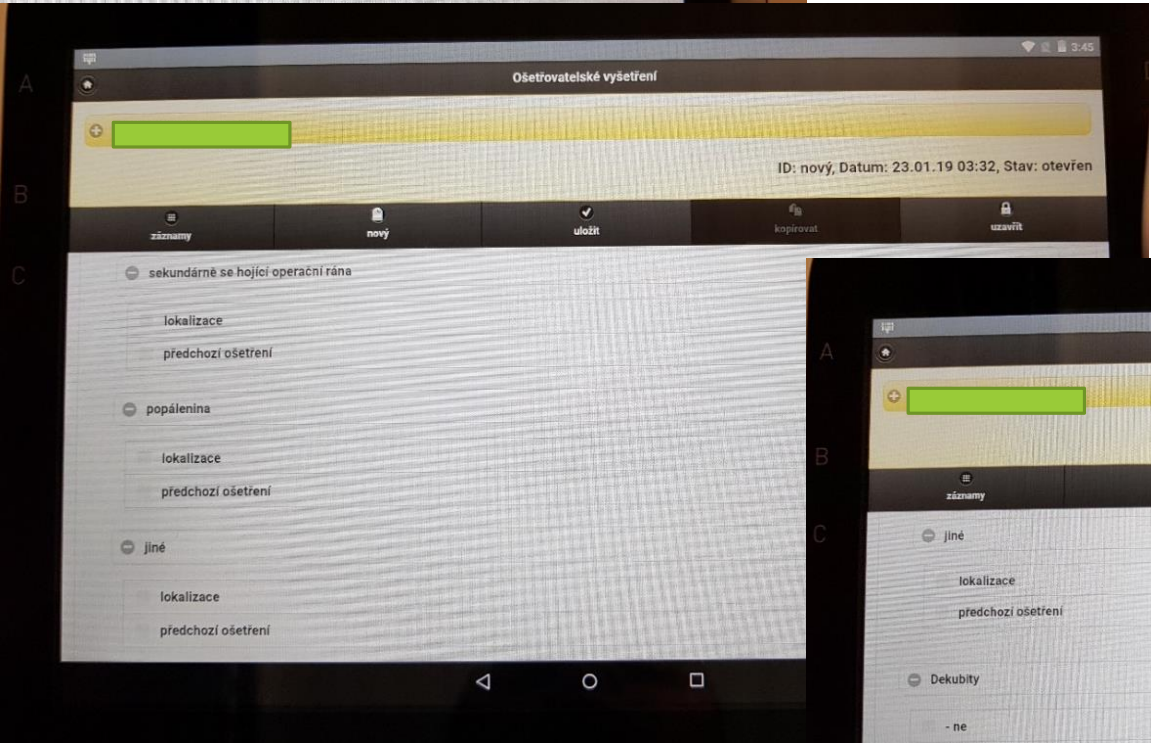 3:45
Ošetřovatelské vyšetření
ID: nový, Datum: 23.01.19 03:32, Stav: otevřen
záznamy
nový
uložit
kopírovat
uzavřít
sekundárně se hojící operační rána
lokalizace
předchozí ošetření
popálenina
lokalizace
předchozí ošetření
jiné
lokalizace
předchozí ošetření
A
B
C
záznamy
jiné
lokalizace
předchozí ošetření
Dekubity
- ne
A
B
C